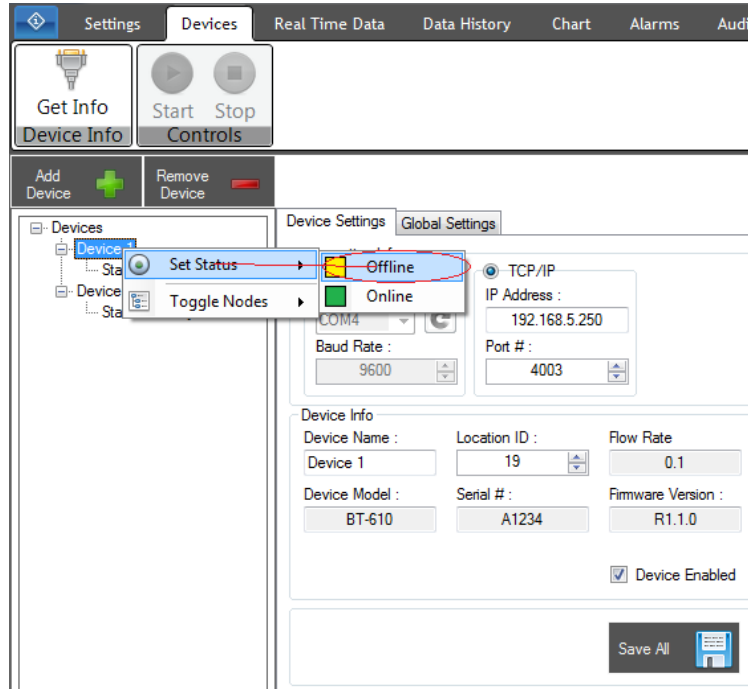 Settings Devices Real Time Data Data History Chart Alarms
Get Info
Device Info
Start Stop
Controls
Add Device
Remove Device
Devices
Device 1
Device
Set Status
Toggle Nodes
Offline
Online
Device Settings Global Settings
TCP/IP
COM4
IP Address :
192.168.5.250
Baud Rate :
9600
Port # :
4003
Device Info
Device Name : Location ID : Flow Rate
Device 1 19 0.1
Device Model : Serial # : Firmware Version :
BT-610 A1234 R1.1.0
Device Enabled
Save All